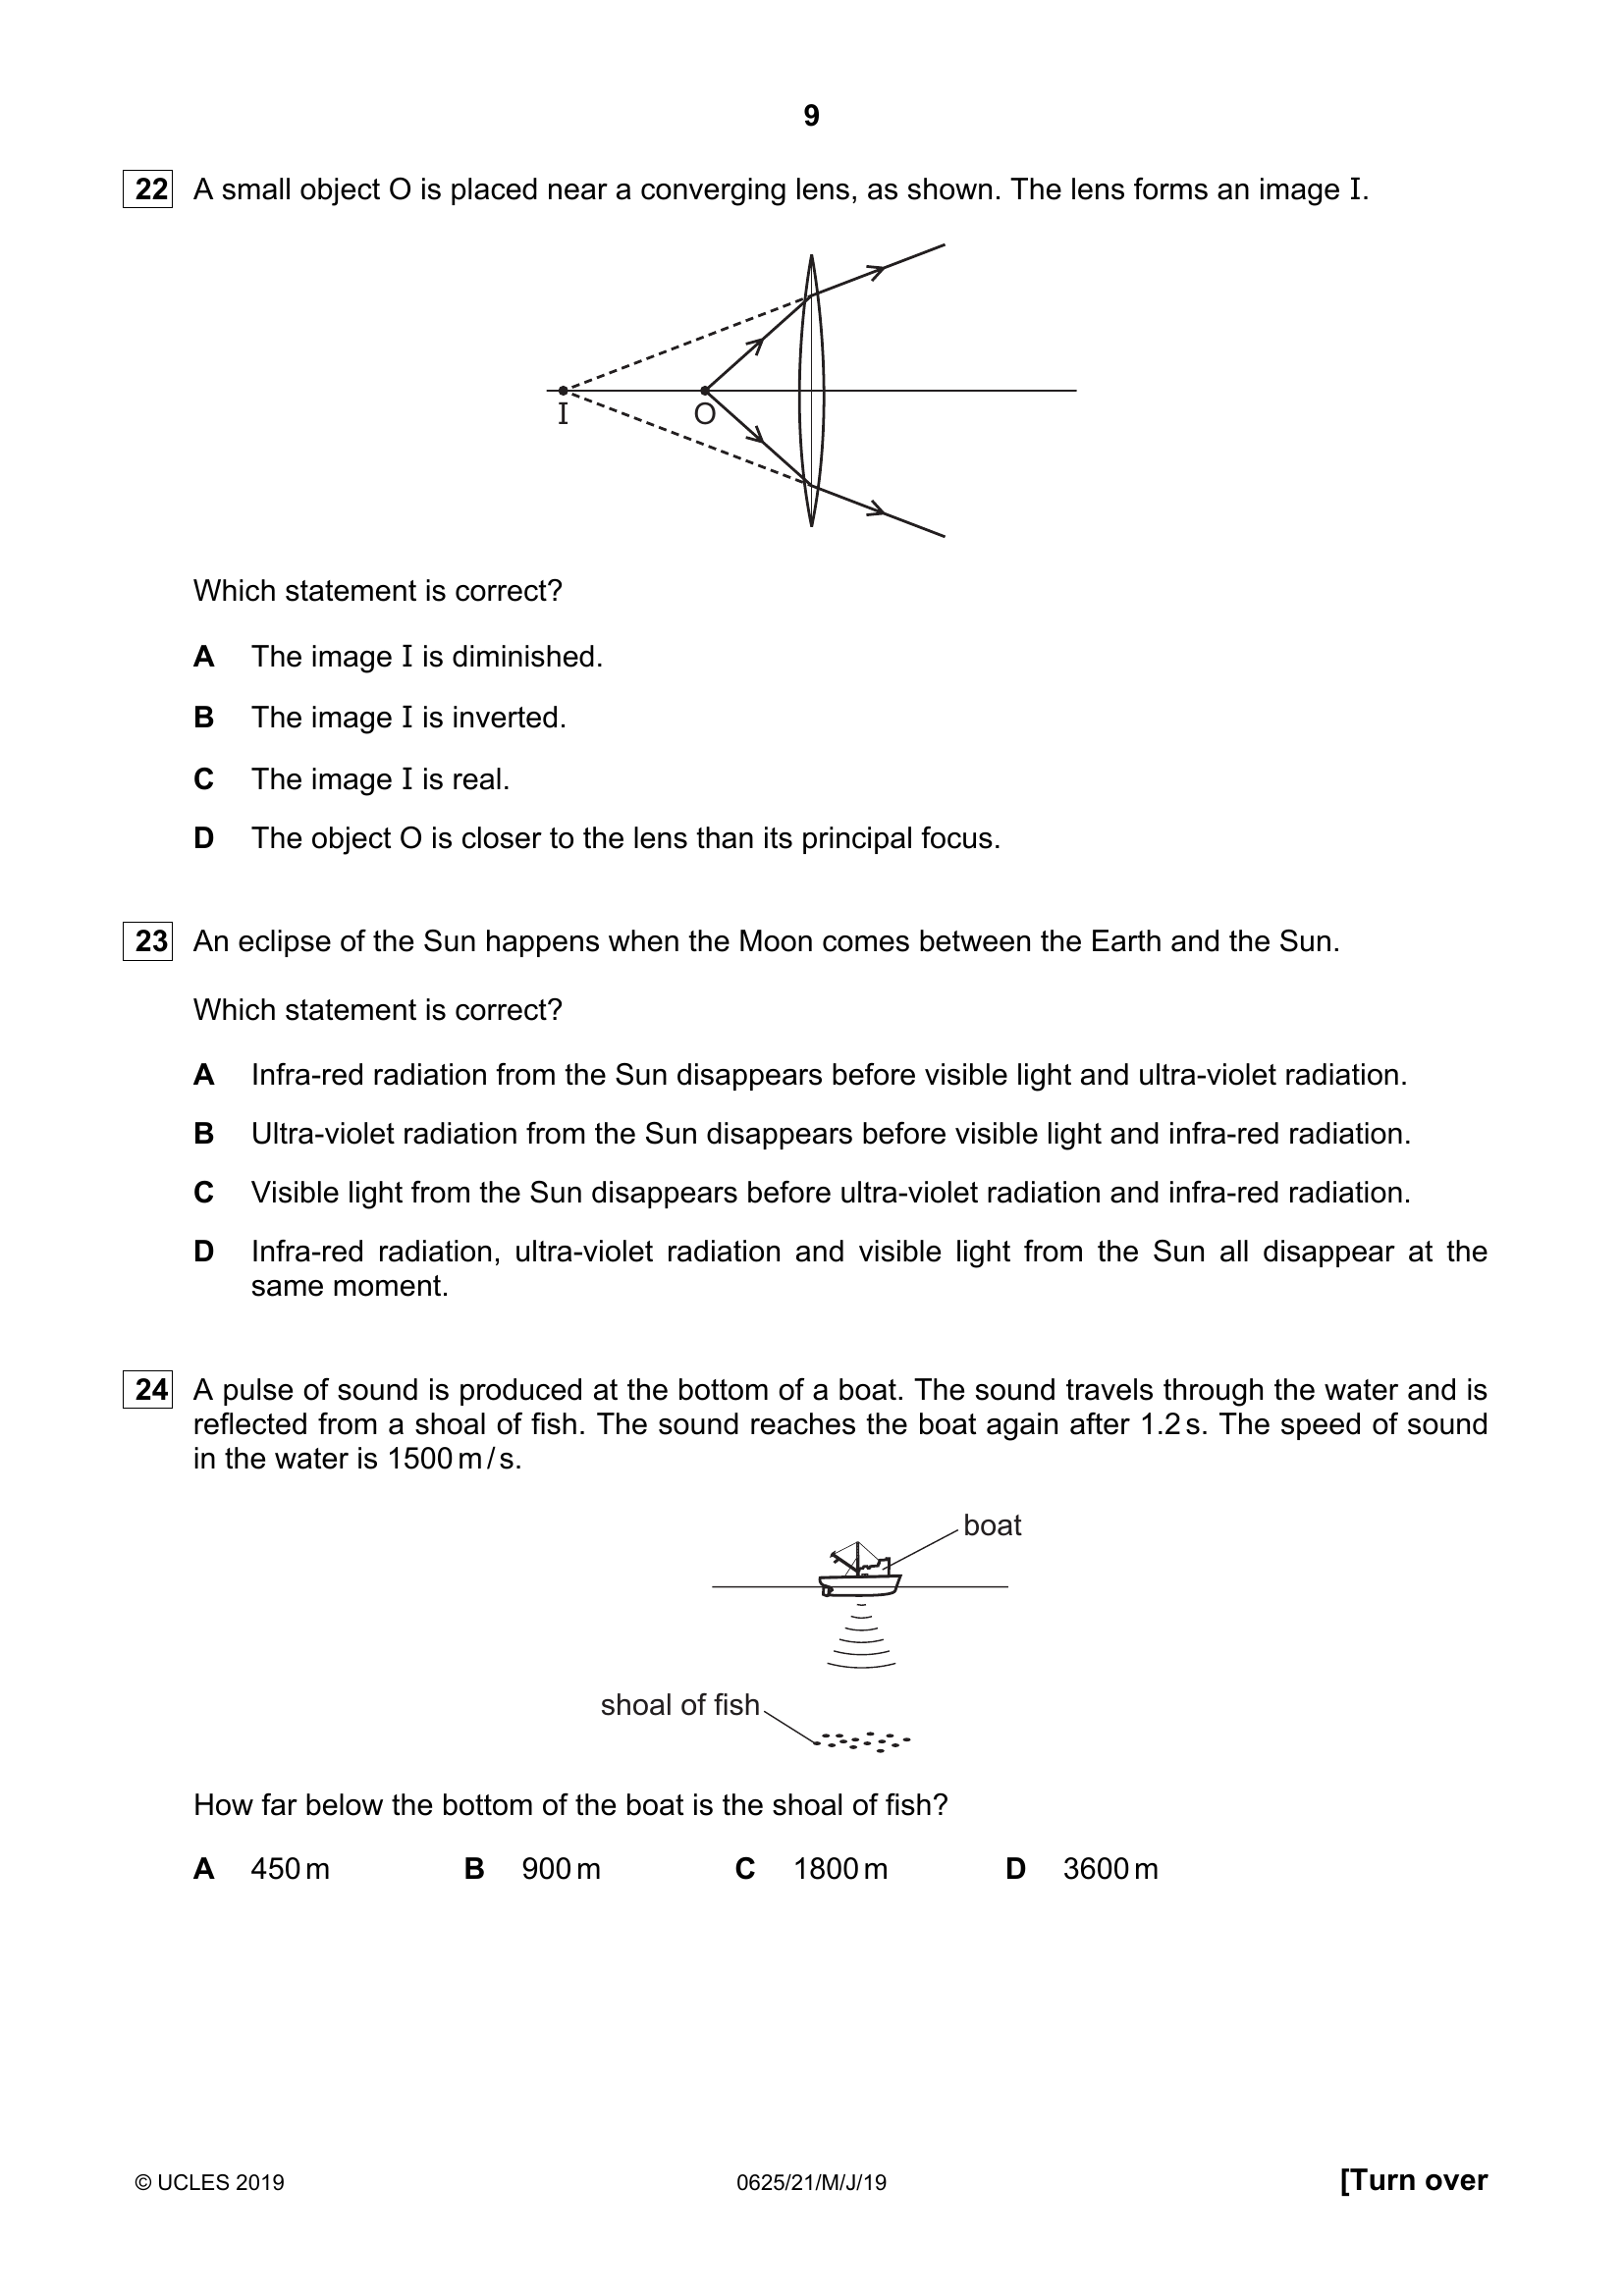 9
22 A small object O is placed near a converging lens, as shown. The lens forms an image I.
I
O
Which statement is correct?
A The image I is diminished.
B The image I is inverted.
C The image I is real.
D The object O is closer to the lens than its principal focus.
23 An eclipse of the Sun happens when the Moon comes between the Earth and the Sun.
Which statement is correct?
A Infra-red radiation from the Sun disappears before visible light and ultra-violet radiation.
B Ultra-violet radiation from the Sun disappears before visible light and infra-red radiation.
C Visible light from the Sun disappears before ultra-violet radiation and infra-red radiation.
D Infra-red radiation, ultra-violet radiation and visible light from the Sun all disappear at the
same moment.
24 A pulse of sound is produced at the bottom of a boat. The sound travels through the water and is
reflected from a shoal of fish. The sound reaches the boat again after 1.2 s. The speed of sound
in the water is 1500 m / s.
boat
shoal of fish
How far below the bottom of the boat is the shoal of fish?
A 450 m B 900 m C 1800 m D 3600 m
© UCLES 2019 0625/21/M/J/19 [Turn over